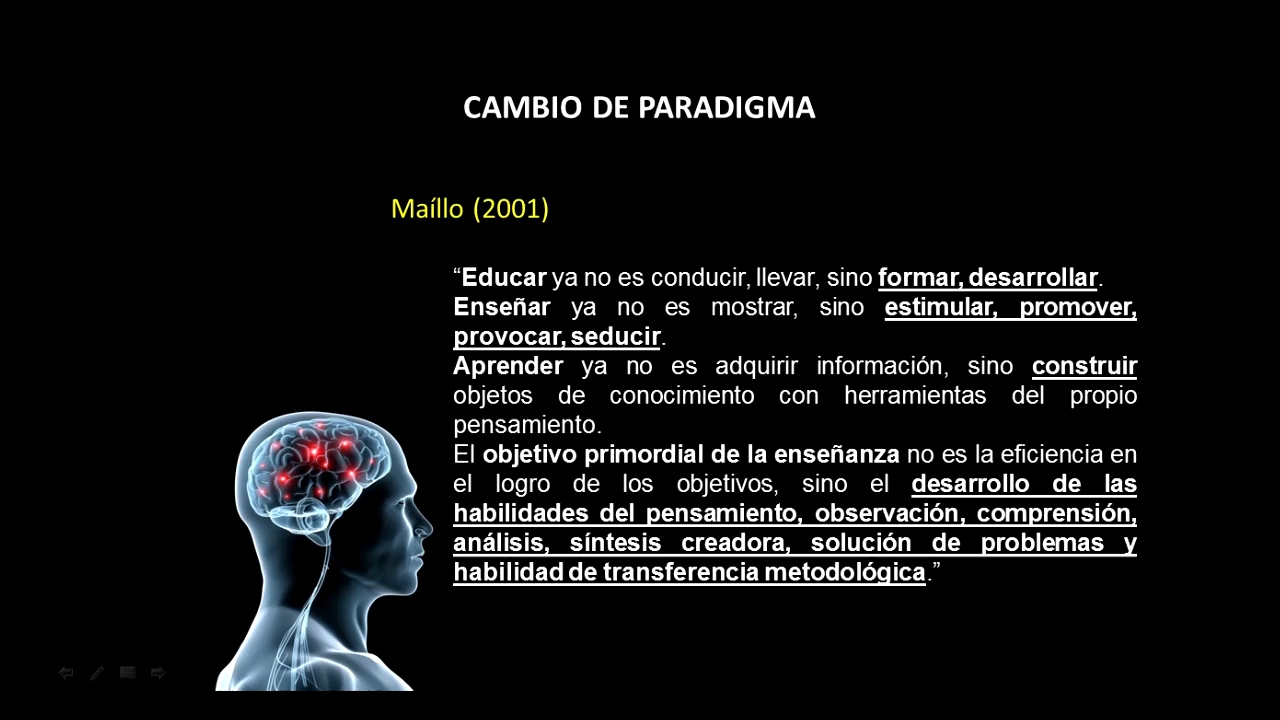 CAMBIO DE PARADIGMA
Maíllo (2001)
“Educar ya no es conducir, llevar, sino formar, desarrollar.
Enseñar ya no es mostrar, sino estimular, promover,
provocar, seducir.
Aprender ya no es adquirir información, sino construir
objetos de conocimiento con herramientas del propio
pensamiento.
El objetivo primordial de la enseñanza no es la eficiencia en
el logro de los objetivos, sino el desarrollo de las
habilidades del pensamiento, observación, comprensión,
análisis, síntesis creadora, solución de problemas y
habilidad de transferencia metodológica.”